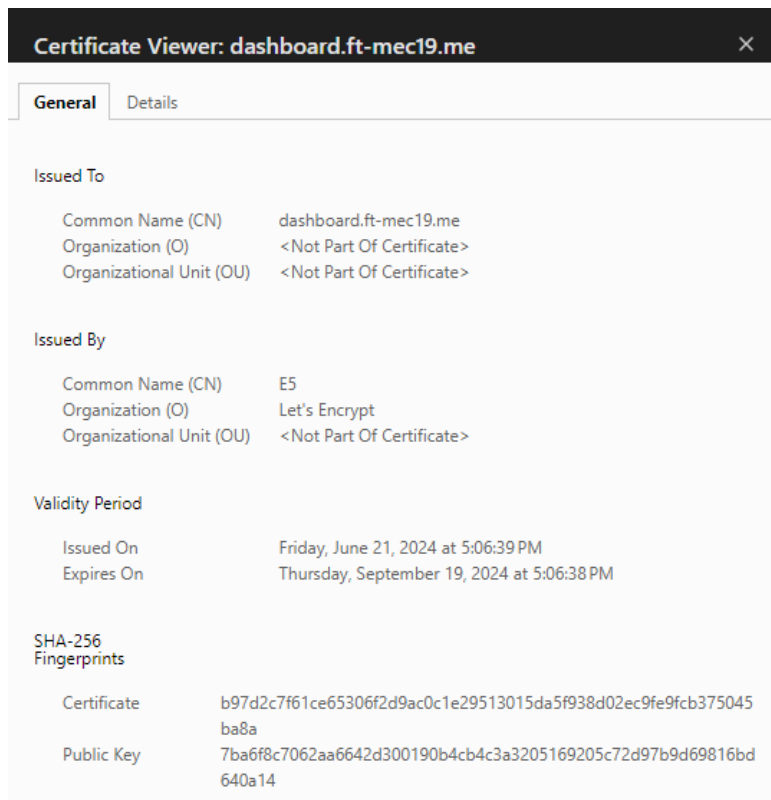 Certificate Viewer: dashboard.ft-mec19.me
General Details
Issued To
Common Name (CN) dashboard.ft-mec19.me
Organization (O) <Not Part Of Certificate>
Organizational Unit (OU) <Not Part Of Certificate>
Issued By
Common Name (CN) E5
Organization (O) Let's Encrypt
Organizational Unit (OU) <Not Part Of Certificate>
Validity Period
Issued On Friday, June 21, 2024 at 5:06:39 PM
Expires On Thursday, September 19, 2024 at 5:06:38 PM
SHA-256
Fingerprints
Certificate b97d2c7f61ce65306f2d9ac0c1e29513015da5f938d02ec9fe9fcb375045
ba8a
Public Key 7ba6f8c7062aa6642d300190b4cb4c3a3205169205c72d97b9d69816bd
640a14